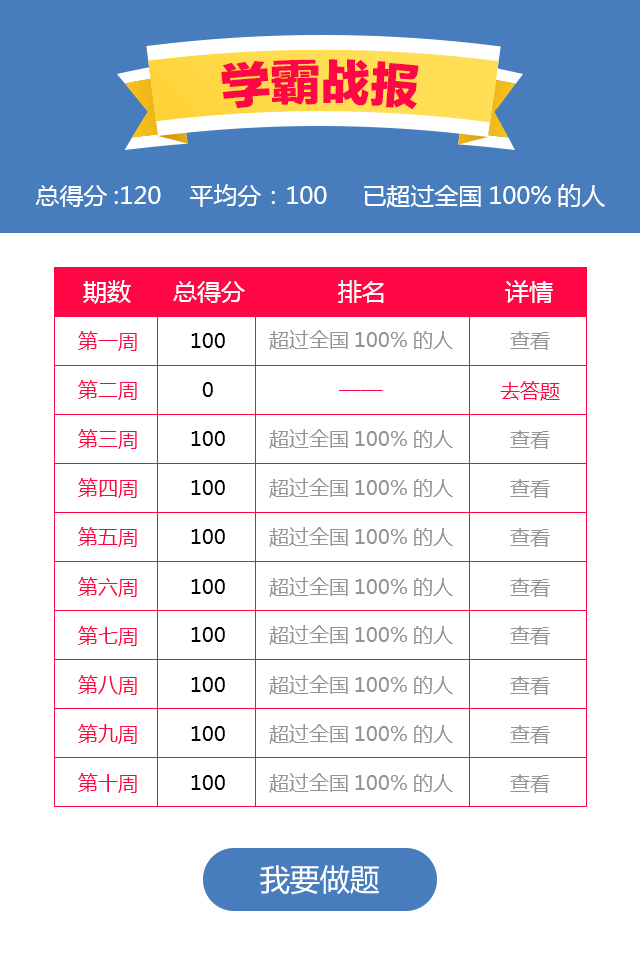 学霸战报
总得分 :120 平均分：100 已超过全国 100% 的人
期数 总得分 排名 详情
第一周 100 超过全国 100% 的人 查看
第二周 0 —— 去答题
第三周 100 超过全国 100% 的人 查看
第四周 100 超过全国 100% 的人 查看
第五周 100 超过全国 100% 的人 查看
第六周 100 超过全国 100% 的人 查看
第七周 100 超过全国 100% 的人 查看
第八周 100 超过全国 100% 的人 查看
第九周 100 超过全国 100% 的人 查看
第十周 100 超过全国 100% 的人 查看
我要做题